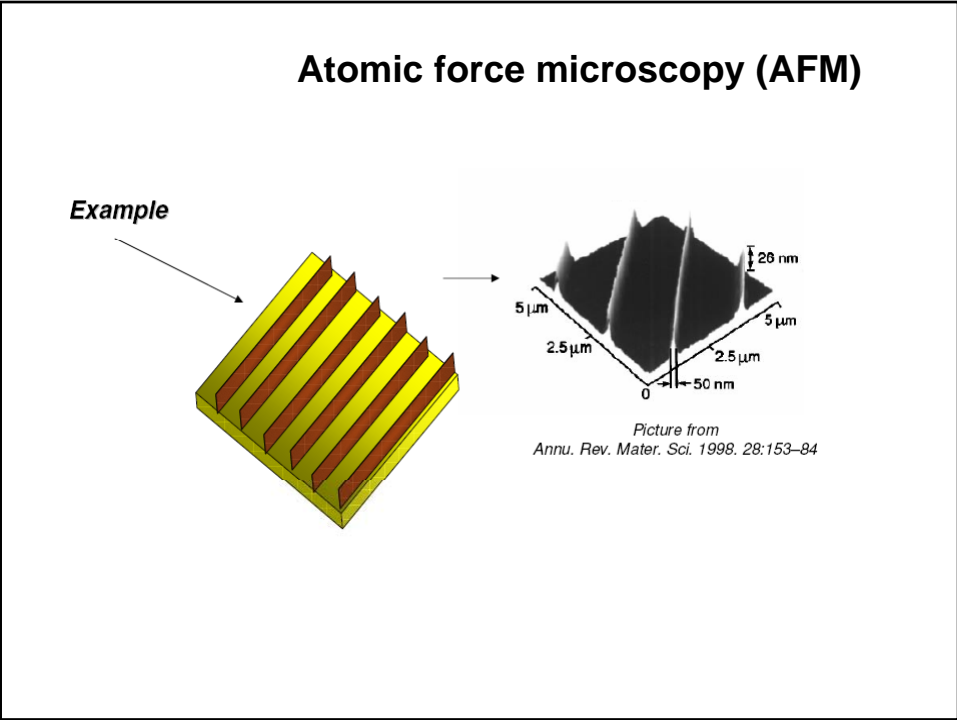 Atomic force microscopy (AFM)
Example
26 nm
5 μm
5 μm
2.5 μm
2.5 μm
50 nm
0
Picture from
Annu. Rev. Mater. Sci. 1998. 28:153–84